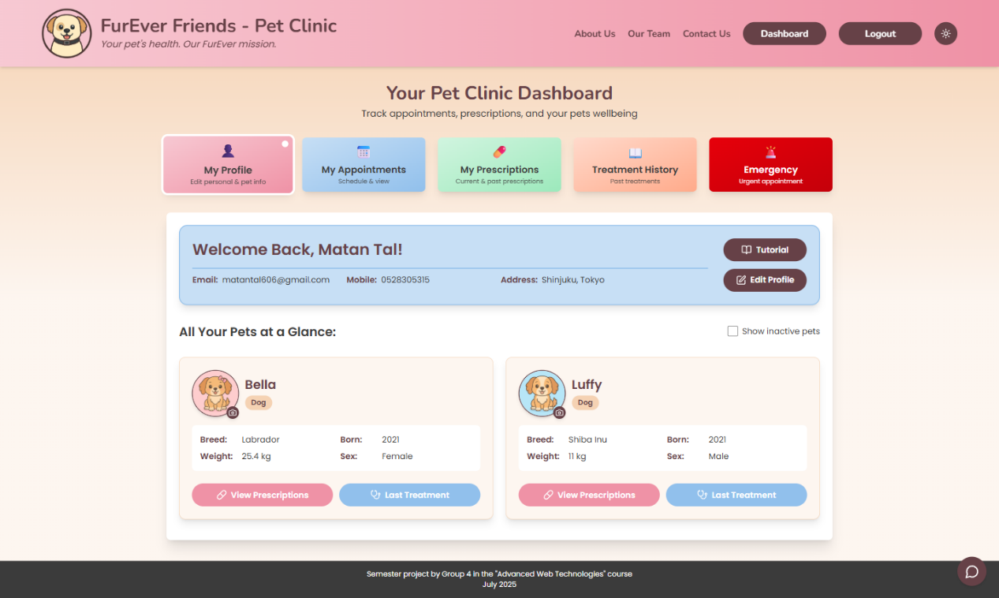 FurEver Friends - Pet Clinic
Your pet's health. Our FurEver mission.
About Us
Our Team
Contact Us
Dashboard
Logout
Your Pet Clinic Dashboard
Track appointments, prescriptions, and your pets wellbeing
My Profile
Edit personal & pet info
My Appointments
Schedule & view
My Prescriptions
Current & past prescriptions
Treatment History
Past treatments
Emergency
Urgent appointment
Welcome Back, Matan Tal!
Tutorial
Email: matantal606@gmail.com Mobile: 0528305315 Address: Shinjuku, Tokyo
Edit Profile
All Your Pets at a Glance:
Show inactive pets
Bella
Dog
Breed: Labrador Born: 2021
Weight: 25.4 kg Sex: Female
View Prescriptions
Last Treatment
Luffy
Dog
Breed: Shiba Inu Born: 2021
Weight: 11 kg Sex: Male
View Prescriptions
Last Treatment
Semester project by Group 4 in the "Advanced Web Technologies" course
July 2025